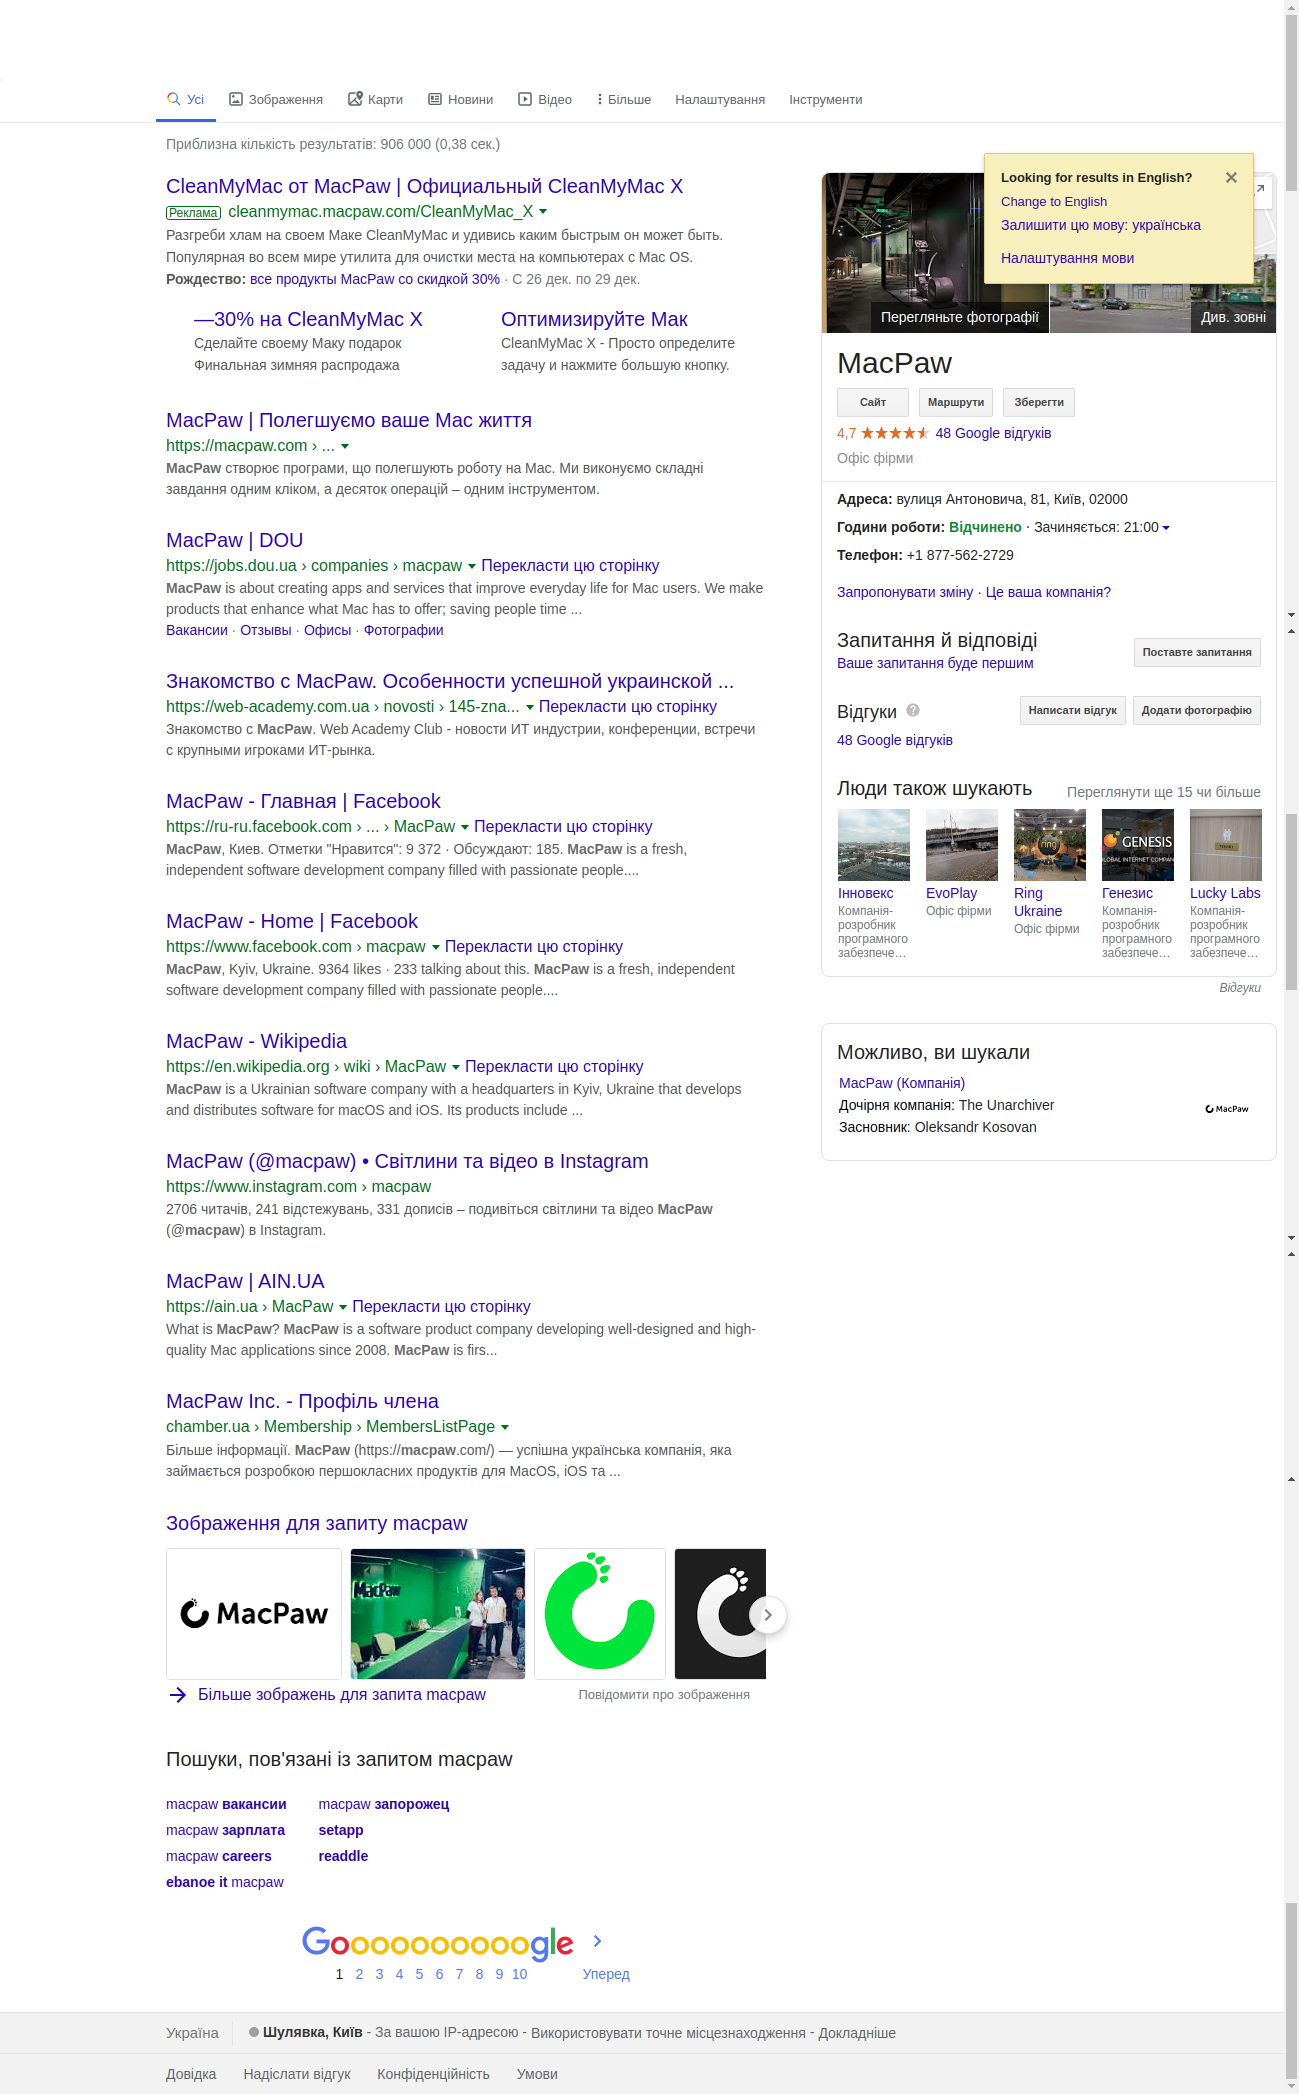 Усі Зображення Карти Новини Відео Більше Налаштування Інструменти
Приблизна кількість результатів: 906 000 (0,38 сек.)
CleanMyMac от MacPaw | Официальный CleanMyMac X
Реклама cleanmymac.macpaw.com/CleanMyMac_X
Разгреби хлам на своем Маке CleanMyMac и удивись каким быстрым он может быть.
Популярная во всем мире утилита для очистки места на компьютерах с Mac OS.
Рождество: все продукты MacPaw со скидкой 30% · С 26 дек. по 29 дек.
—30% на CleanMyMac X
Сделайте своему Маку подарок
Финальная зимняя распродажа
Оптимизируйте Мак
CleanMyMac X - Просто определите
задачу и нажмите большую кнопку.
MacPaw | Полегшуємо ваше Mac життя
https://macpaw.com › ...
MacPaw створює програми, що полегшують роботу на Mac. Ми виконуємо складні
завдання одним кліком, а десяток операцій – одним інструментом.
MacPaw | DOU
https://jobs.dou.ua › companies › macpaw Перекласти цю сторінку
MacPaw is about creating apps and services that improve everyday life for Mac users. We make
products that enhance what Mac has to offer; saving people time ...
Вакансии · Отзывы · Офисы · Фотографии
Знакомство с MacPaw. Особенности успешной украинской ...
https://web-academy.com.ua › novosti › 145-zna... Перекласти цю сторінку
Знакомство с MacPaw. Web Academy Club - новости ИТ индустрии, конференции, встречи
с крупными игроками ИТ-рынка.
MacPaw - Главная | Facebook
https://ru-ru.facebook.com › ... › MacPaw Перекласти цю сторінку
MacPaw, Киев. Отметки "Нравится": 9 372 · Обсуждают: 185. MacPaw is a fresh,
independent software development company filled with passionate people....
MacPaw - Home | Facebook
https://www.facebook.com › macpaw Перекласти цю сторінку
MacPaw, Kyiv, Ukraine. 9364 likes · 233 talking about this. MacPaw is a fresh, independent
software development company filled with passionate people....
MacPaw - Wikipedia
https://en.wikipedia.org › wiki › MacPaw Перекласти цю сторінку
MacPaw is a Ukrainian software company with a headquarters in Kyiv, Ukraine that develops
and distributes software for macOS and iOS. Its products include ...
MacPaw (@macpaw) • Світлини та відео в Instagram
https://www.instagram.com › macpaw
2706 читачів, 241 відстежувань, 331 дописів – подивіться світлини та відео MacPaw
(@macpaw) в Instagram.
MacPaw | AIN.UA
https://ain.ua › MacPaw Перекласти цю сторінку
What is MacPaw? MacPaw is a software product company developing well-designed and high-
quality Mac applications since 2008. MacPaw is firs...
MacPaw Inc. - Профіль члена
chamber.ua › Membership › MembersListPage
Більше інформації. MacPaw (https://macpaw.com/) — успішна українська компанія, яка
займається розробкою першокласних продуктів для MacOS, iOS та ...
Зображення для запиту macpaw
MacPaw
MacPaw
Більше зображень для запита macpaw
Повідомити про зображення
Пошуки, пов'язані із запитом macpaw
macpaw вакансии
macpaw зарплата
macpaw careers
ebanoe it macpaw
macpaw запорожец
setapp
readdle
Goooooooooogle
1 2 3 4 5 6 7 8 9 10 Уперед
Looking for results in English?
Change to English
Залишити цю мову: українська
Налаштування мови
Перегляньте фотографії
Див. зовні
MacPaw
Сайт Маршрути Зберегти
4,7 48 Google відгуків
Офіс фірми
Адреса: вулиця Антоновича, 81, Київ, 02000
Години роботи: Відчинено · Зачиняється: 21:00
Телефон: +1 877-562-2729
Запропонувати зміну · Це ваша компанія?
Запитання й відповіді
Ваше запитання буде першим
Поставте запитання
Відгуки
Написати відгук Додати фотографію
48 Google відгуків
Люди також шукають
Переглянути ще 15 чи більше
ring
GENESIS
GLOBAL INTERNET COMPAN
Інновекс
Компанія-
розробник
програмного
забезпече…
EvoPlay
Офіс фірми
Ring
Ukraine
Офіс фірми
Генезис
Компанія-
розробник
програмного
забезпече…
Lucky Labs
Компанія-
розробник
програмного
забезпече…
Відгуки
Можливо, ви шукали
MacPaw (Компанія)
Дочірня компанія: The Unarchiver
Засновник: Oleksandr Kosovan
MacPaw
Україна Шулявка, Київ - За вашою IP-адресою - Використовувати точне місцезнаходження - Докладніше
Довідка Надіслати відгук Конфіденційність Умови